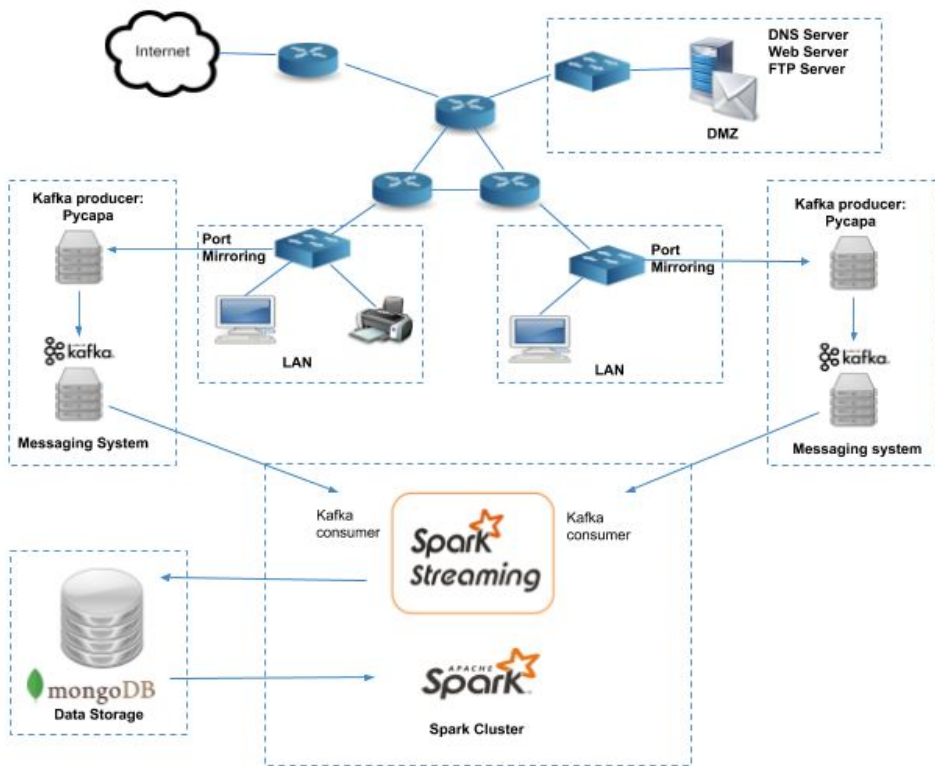 Internet
DNS Server
Web Server
FTP Server
DMZ
Kafka producer:
Pycapa
Port
Mirroring
LAN
kafka
Messaging System
Port
Mirroring
LAN
Kafka producer:
Pycapa
kafka
Messaging system
Kafka
consumer
Spark
Streaming
Kafka
consumer
mongoDB
Data Storage
APACHE
Spark
Spark Cluster